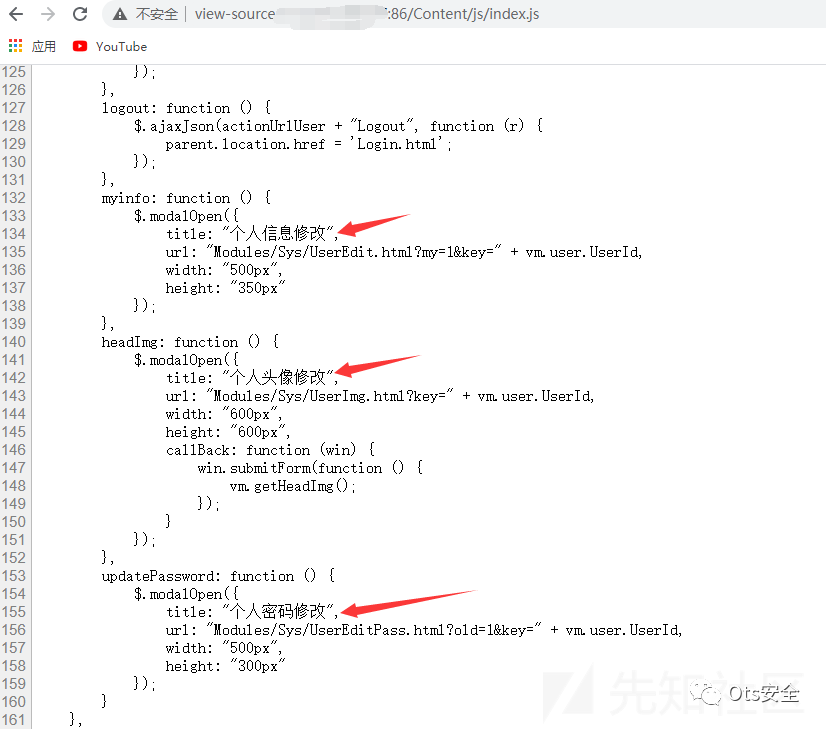 不安全 view-source :86/Content/js/index.js
应用 YouTube
125 });
126 },
127 logout: function () {
128 $.ajaxJson(actionUrlUser + "Logout", function (r) {
129 parent.location.href = 'Login.html';
130 });
131 },
132 myinfo: function () {
133 $.modalOpen({
134 title: "个人信息修改",
135 url: "Modules/Sys/UserEdit.html?my=1&key=" + vm.user.UserId,
136 width: "500px",
137 height: "350px"
138 });
139 },
140 headImg: function () {
141 $.modalOpen({
142 title: "个人头像修改",
143 url: "Modules/Sys/UserImg.html?key=" + vm.user.UserId,
144 width: "600px",
145 height: "600px",
146 callBack: function (win) {
147 win.submitForm(function () {
148 vm.getHeadImg();
149 });
150 }
151 });
152 },
153 updatePassword: function () {
154 $.modalOpen({
155 title: "个人密码修改",
156 url: "Modules/Sys/UserEditPass.html?old=1&key=" + vm.user.UserId,
157 width: "500px",
158 height: "300px"
159 });
160 }
161 },
先知社区
Ots安全